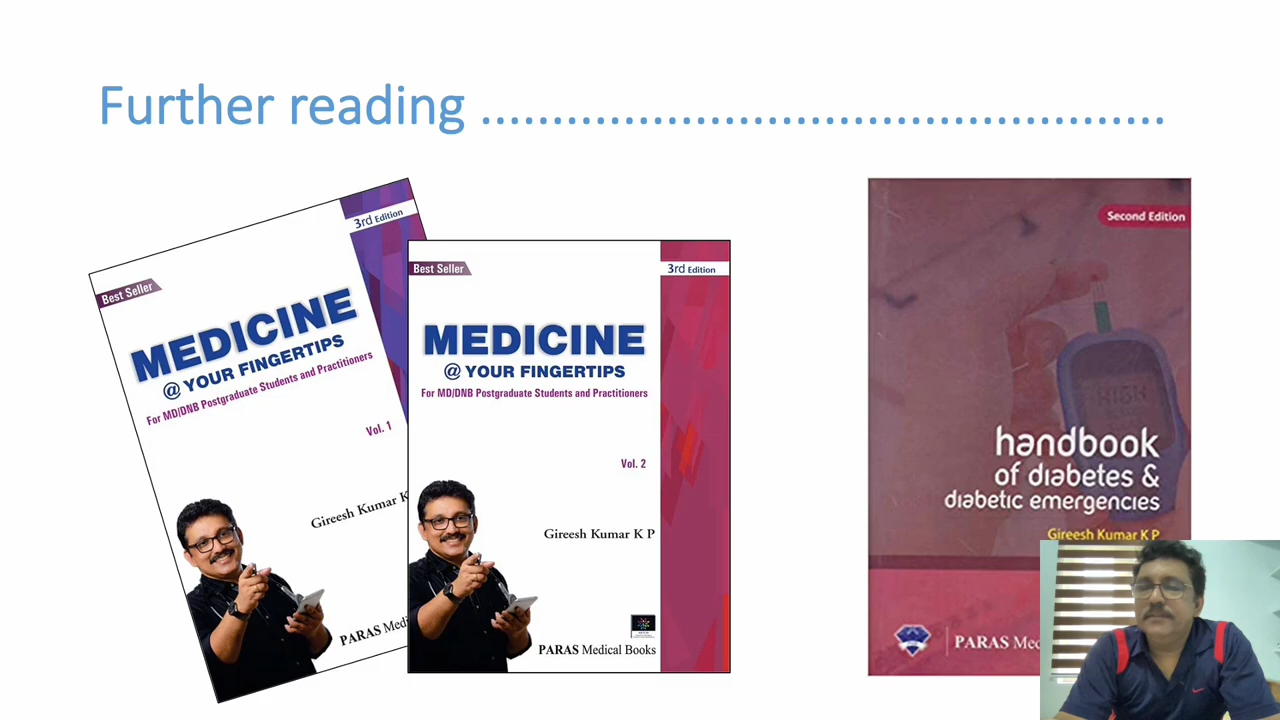 Further reading ................................................
3rd Edition
Best Seller
MEDICINE
@ YOUR FINGERTIPS
For MD/DNB Postgraduate Students and Practitioners
Vol. 1
Gireesh Kumar K
PARAS
Best Seller
3rd Edition
MEDICINE
@ YOUR FINGERTIPS
For MD/DNB Postgraduate Students and Practitioners
Vol. 2
Gireesh Kumar K P
PARAS Medical Books
Second Edition
HIGH
handbook
of diabetes &
diabetic emergencies
Gireesh Kumar K P
PARAS